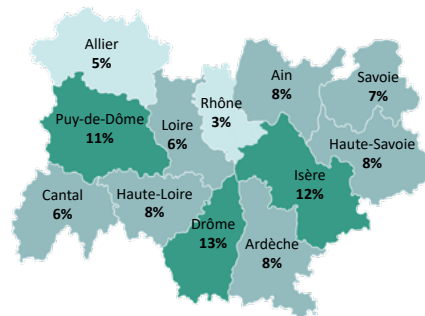 Allier
5%
Ain
8%
Savoie
7%
Rhône
3%
Puy-de-Dôme
11%
Loire
6%
Haute-Savoie
8%
Isère
12%
Cantal
6%
Haute-Loire
8%
Drôme
13%
Ardèche
8%